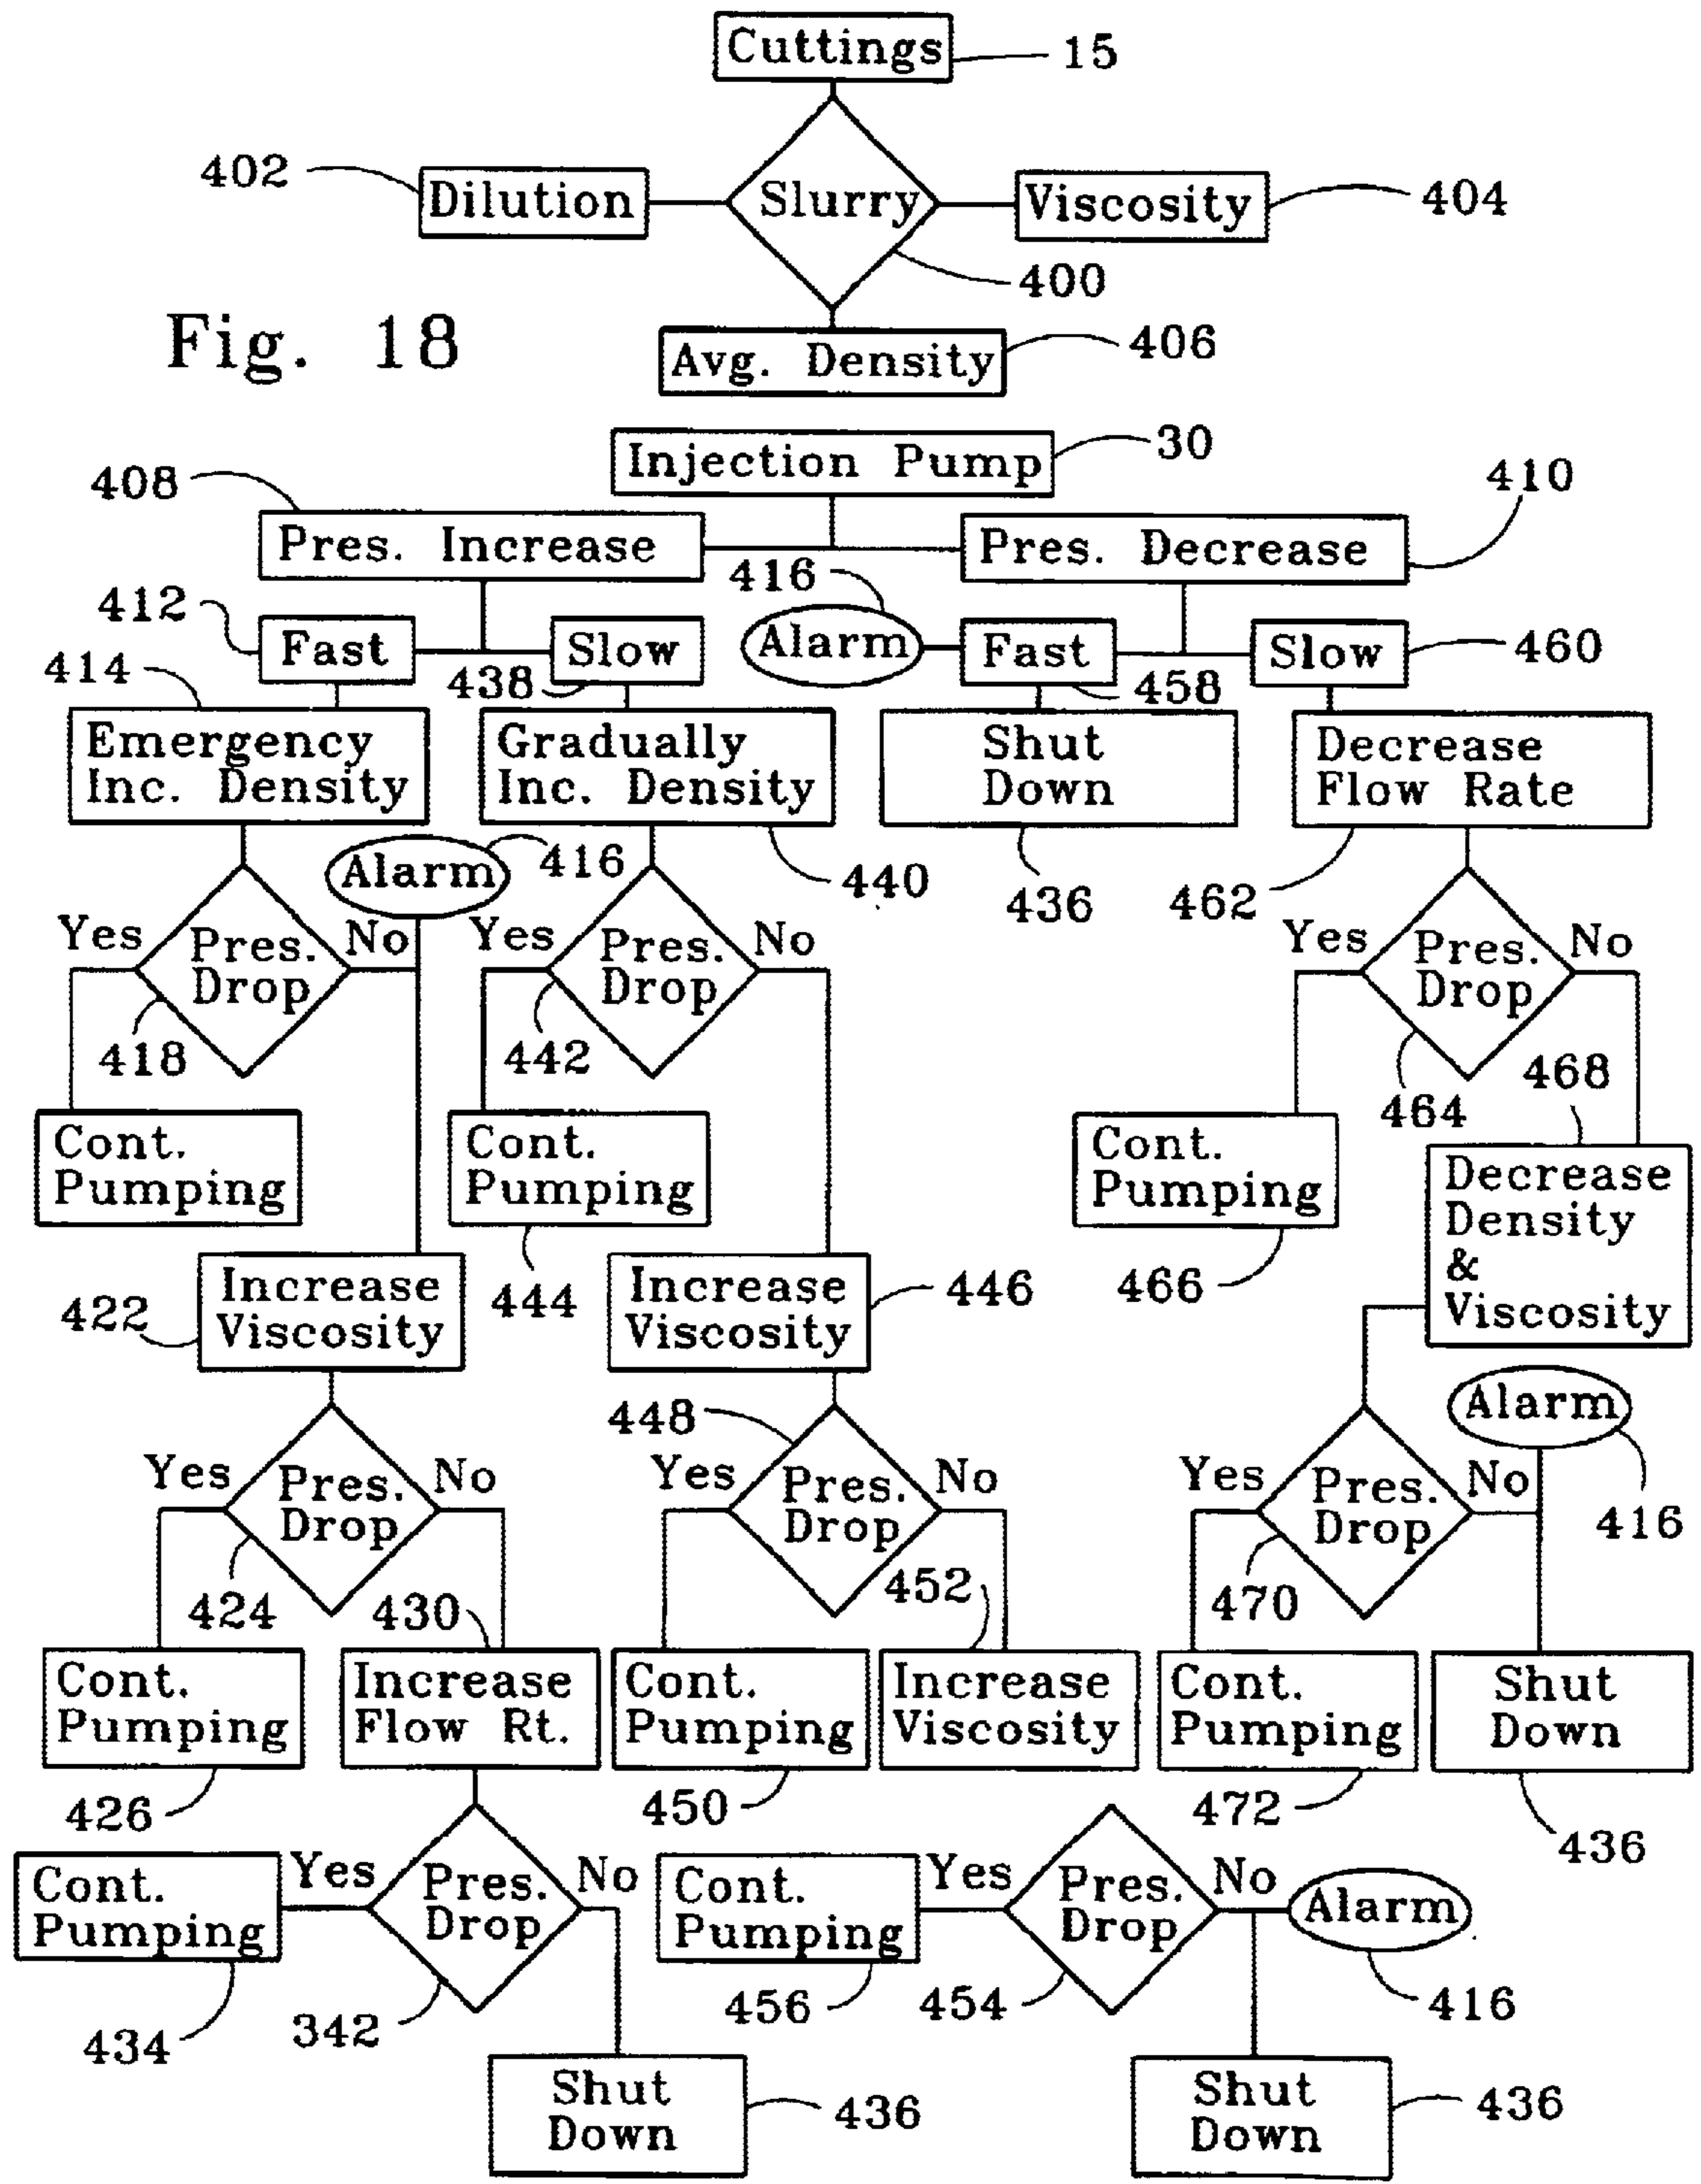 Cuttings
15
402
Dilution
Slurry
Viscosity
404
400
Fig. 18
Avg. Density
406
Injection Pump
30
408
410
Pres. Increase
Pres. Decrease
416
412
Fast
Slow
Alarm
Fast
Slow
460
414
438
458
Emergency
Inc. Density
Gradually
Inc. Density
Shut
Down
Decrease
Flow Rate
Alarm
416
440
436
462
Yes
Pres.
Drop
No
Yes
Pres.
Drop
No
Yes
Pres.
Drop
No
418
442
464
468
Cont.
Pumping
Cont.
Pumping
Cont.
Pumping
Decrease
Density
&
Viscosity
444
466
422
Increase
Viscosity
Increase
Viscosity
446
448
Alarm
416
Yes
Pres.
Drop
No
Yes
Pres.
Drop
No
Yes
Pres.
Drop
No
424
430
452
470
Cont.
Pumping
Increase
Flow Rt.
Cont.
Pumping
Increase
Viscosity
Cont.
Pumping
Shut
Down
426
450
472
436
Cont.
Pumping
Yes
Pres.
Drop
No
Cont.
Pumping
Yes
Pres.
Drop
No
Alarm
434
342
456
454
416
Shut
Down
436
Shut
Down
436